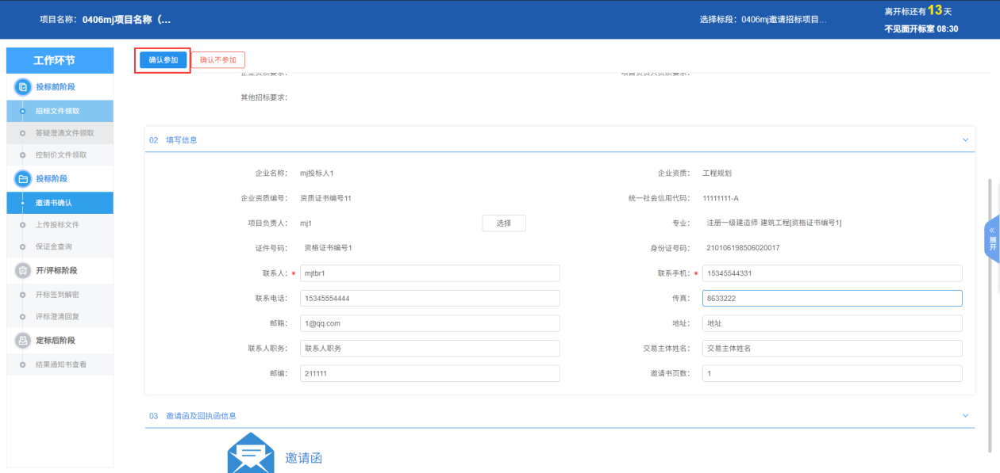 项目名称：0406mj项目名称（...
选择标段：0406mj邀请招标项目...
离开标还有13天
不见面开标室 08:30
工作环节
投标前阶段
招标文件领取
答疑澄清文件领取
控制价文件领取
投标阶段
邀请书确认
上传投标文件
保证金查询
开/评标阶段
开标签到解密
评标澄清回复
定标后阶段
结果通知书查看
确认参加 确认不参加
企业资质要求： 项目负责人资质要求：
其他招标要求：
02 填写信息
企业名称： mj投标人1 企业资质： 工程规划
企业资质编号： 资质证书编号11 统一社会信用代码： 11111111-A
项目负责人： mj1 选择 专业： 注册一级建造师·建筑工程[资格证书编号1]
证件号码： 资格证书编号1 身份证号码： 210106198506020017
联系人：* mjtbr1 联系手机：* 15345544331
联系电话： 15345554444 传真： 8633222
邮箱： 1@qq.com 地址： 地址
联系人职务： 联系人职务 交易主体姓名： 交易主体姓名
邮编： 211111 邀请书页数： 1
03 邀请函及回执函信息
邀请函
« 展开